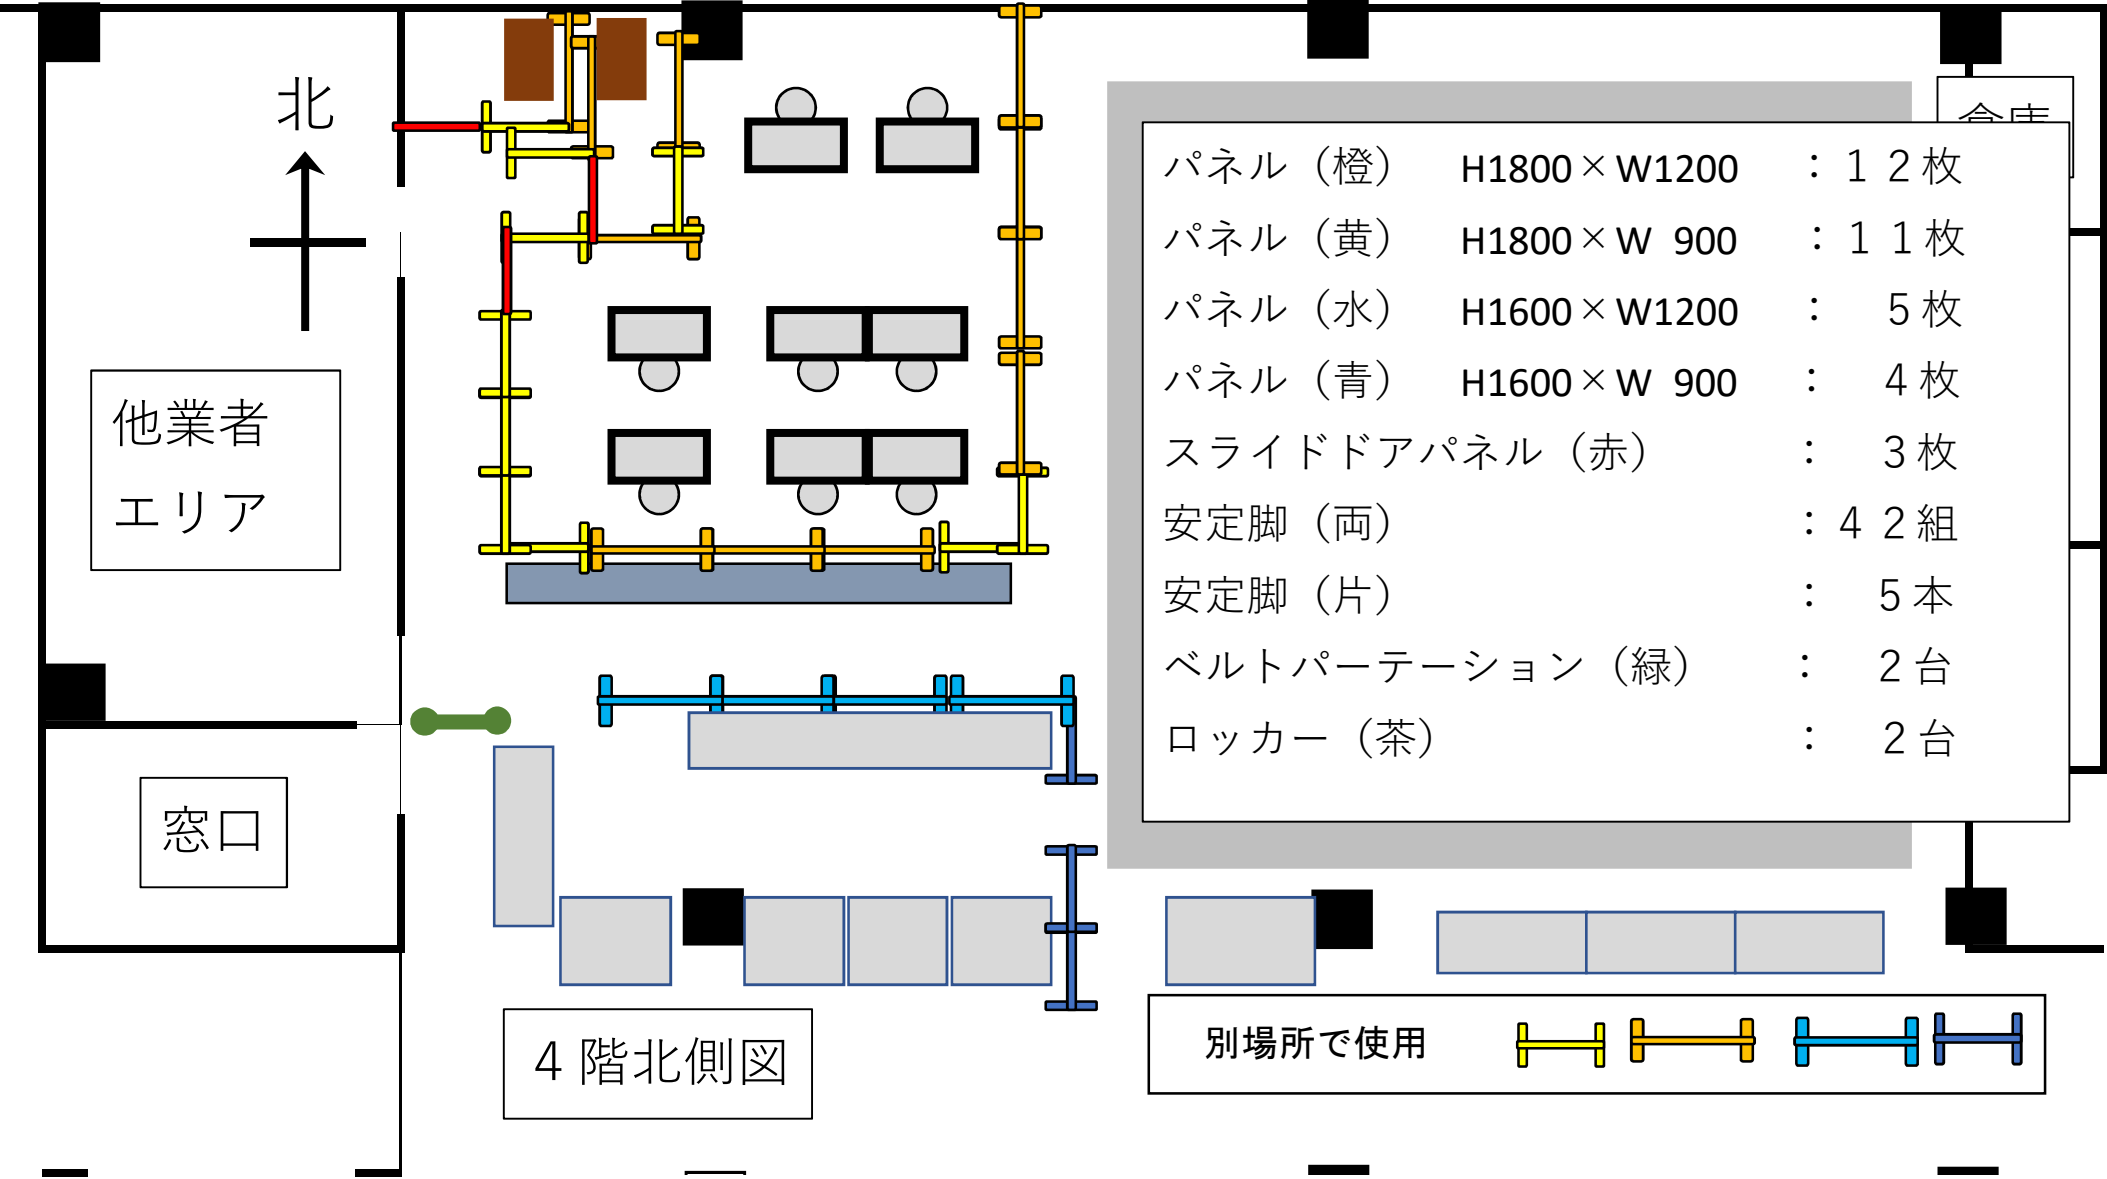 北
倉庫
パネル（橙） H1800×W1200 ：１２枚
パネル（黄） H1800×W 900 ：１１枚
パネル（水） H1600×W1200 ： ５枚
パネル（青） H1600×W 900 ： ４枚
スライドドアパネル（赤） ： ３枚
安定脚（両） ：４２組
安定脚（片） ： ５本
ベルトパーテーション（緑） ： ２台
ロッカー（茶） ： ２台
他業者
エリア
窓口
４階北側図
別場所で使用